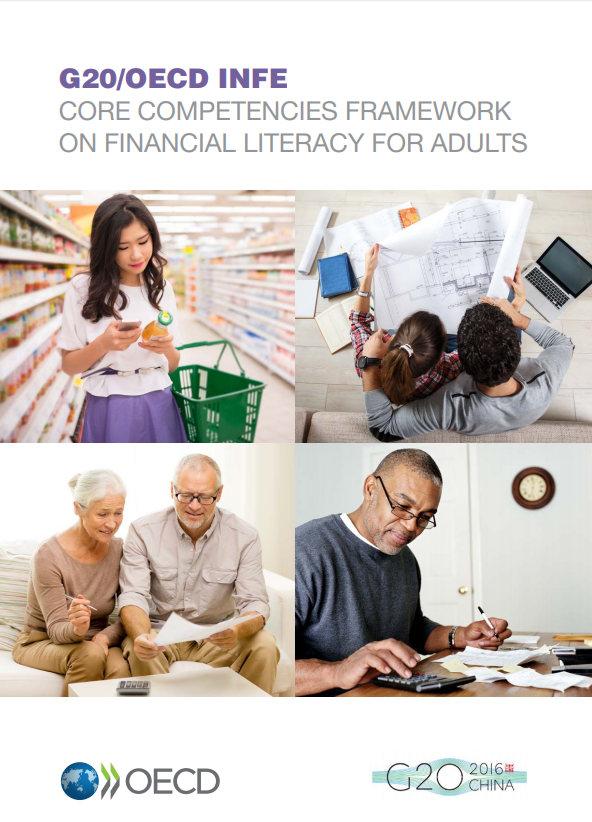 G20/OECD INFE
CORE COMPETENCIES FRAMEWORK
ON FINANCIAL LITERACY FOR ADULTS
OECD
G20 2016
CHINA